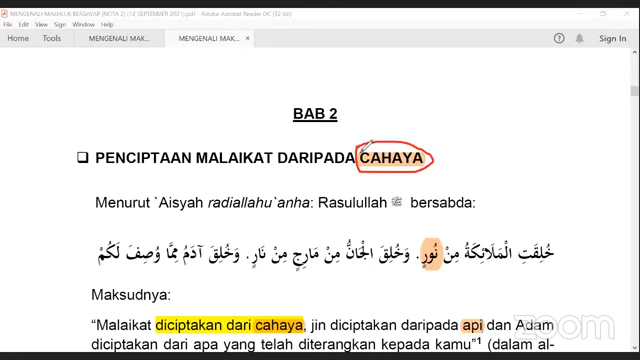 MENGENALI MAKHLUK BERSAYAP (NOTA 2) (12 SEPTEMBER 2021).pdf - Adobe Acrobat Reader DC (32-bit)
File Edit View Sign Window Help
Home Tools MENGENALI MAK... MENGENALI MAK... × Sign In
BAB 2
❑ PENCIPTAAN MALAIKAT DARIPADA CAHAYA
Menurut `Aisyah radiallahu`anha: Rasulullah ﷺ bersabda:
خُلِقَتِ الْمَلَائِكَةُ مِنْ نُورٍ. وَخُلِقَ الْجَانُّ مِنْ مَارِجٍ مِنْ نَارٍ. وَخُلِقَ آدَمُ مِمَّا وُصِفَ لَكُمْ
Maksudnya:
“Malaikat diciptakan dari cahaya, jin diciptakan daripada api dan Adam
diciptakan dari apa yang telah diterangkan kepada kamu”¹ (dalam al-
zoom